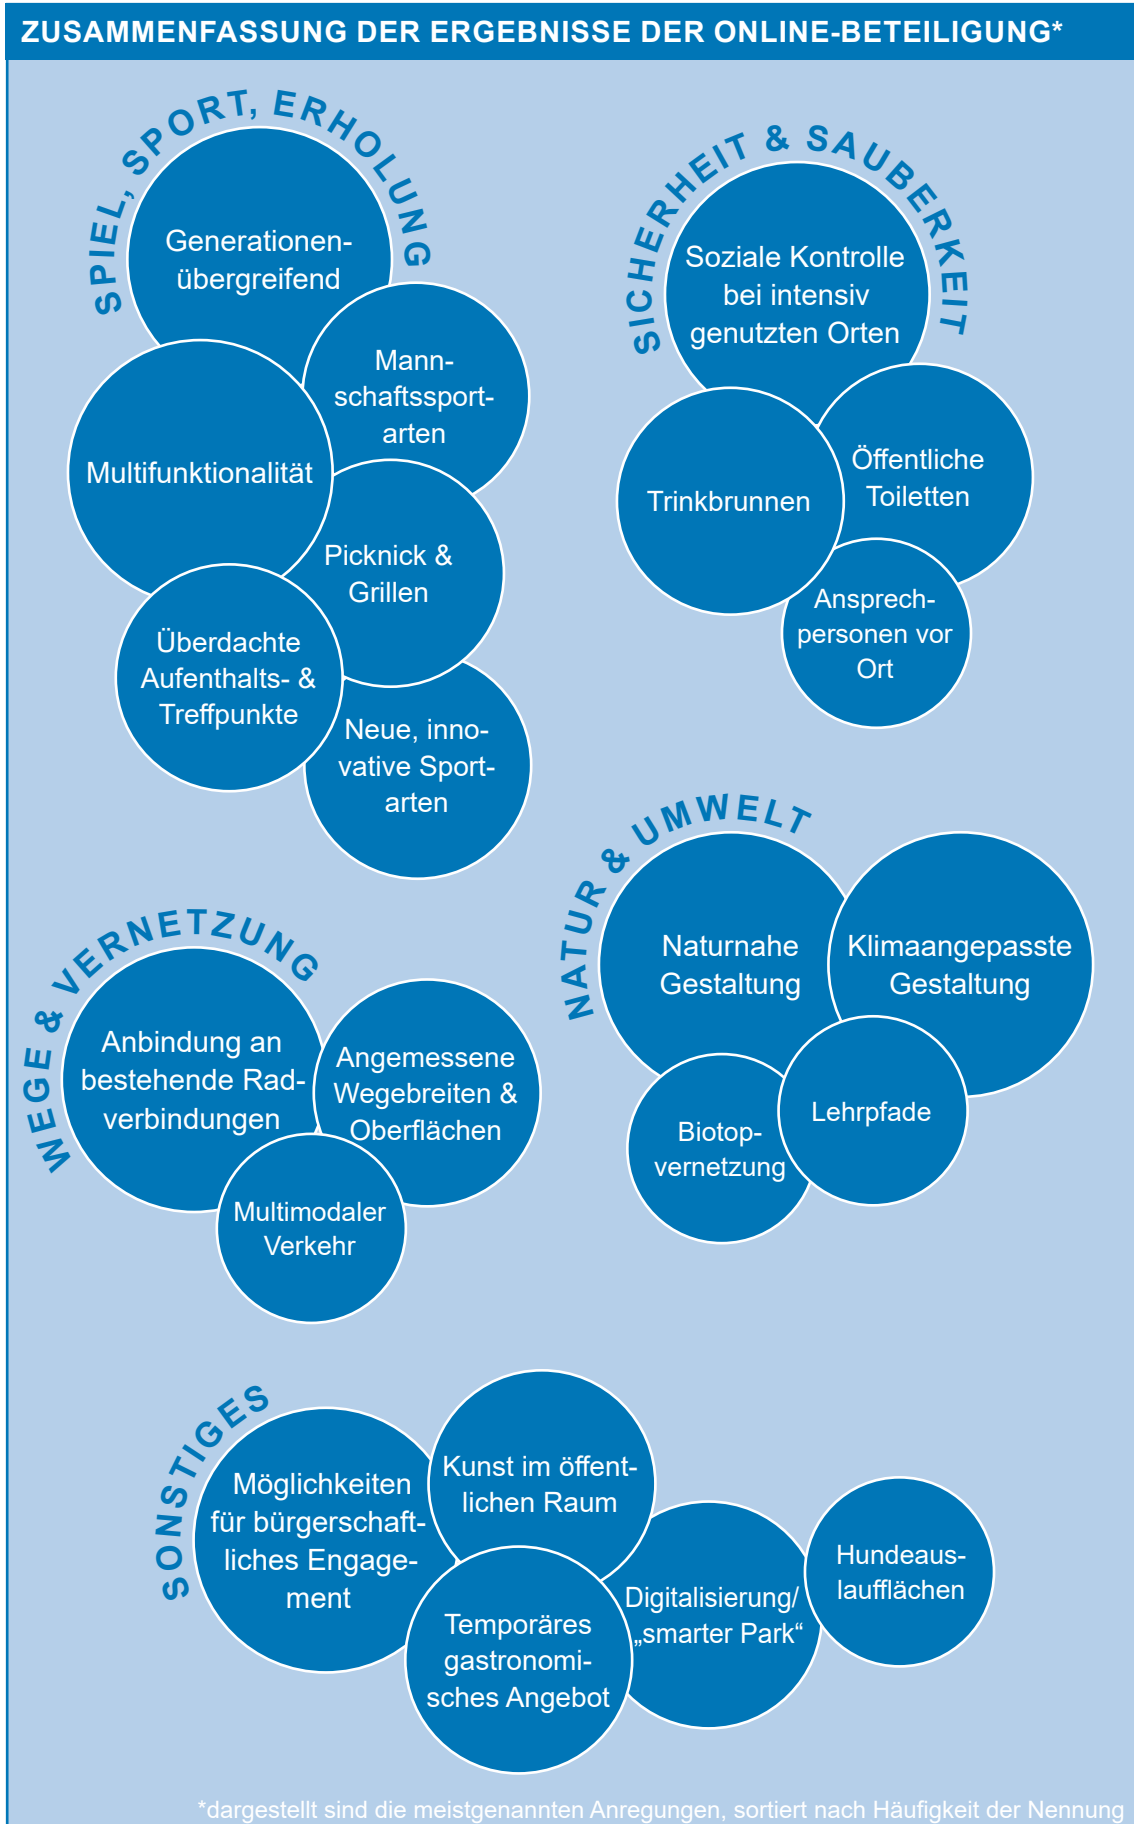 ZUSAMMENFASSUNG DER ERGEBNISSE DER ONLINE-BETEILIGUNG*
SPIEL, SPORT, ERHOLUNG
Generationen-
übergreifend
Mann-
schaftssport-
arten
Multifunktionalität
Picknick &
Grillen
Überdachte
Aufenthalts- &
Treffpunkte
Neue, inno-
vative Sport-
arten
SICHERHEIT & SAUBERKEIT
Soziale Kontrolle
bei intensiv
genutzten Orten
Öffentliche
Toiletten
Trinkbrunnen
Ansprech-
personen vor
Ort
NATUR & UMWELT
Naturnahe
Gestaltung
Klimaangepasste
Gestaltung
Lehrpfade
Biotop-
vernetzung
WEGE & VERNETZUNG
Anbindung an
bestehende Rad-
verbindungen
Angemessene
Wegebreiten &
Oberflächen
Multimodaler
Verkehr
SONSTIGES
Möglichkeiten
für bürgerschaft-
liches Engage-
ment
Kunst im öffent-
lichen Raum
Temporäres
gastronomi-
sches Angebot
Digitalisierung/
„smarter Park“
Hundeaus-
laufflächen
*dargestellt sind die meistgenannten Anregungen, sortiert nach Häufigkeit der Nennung